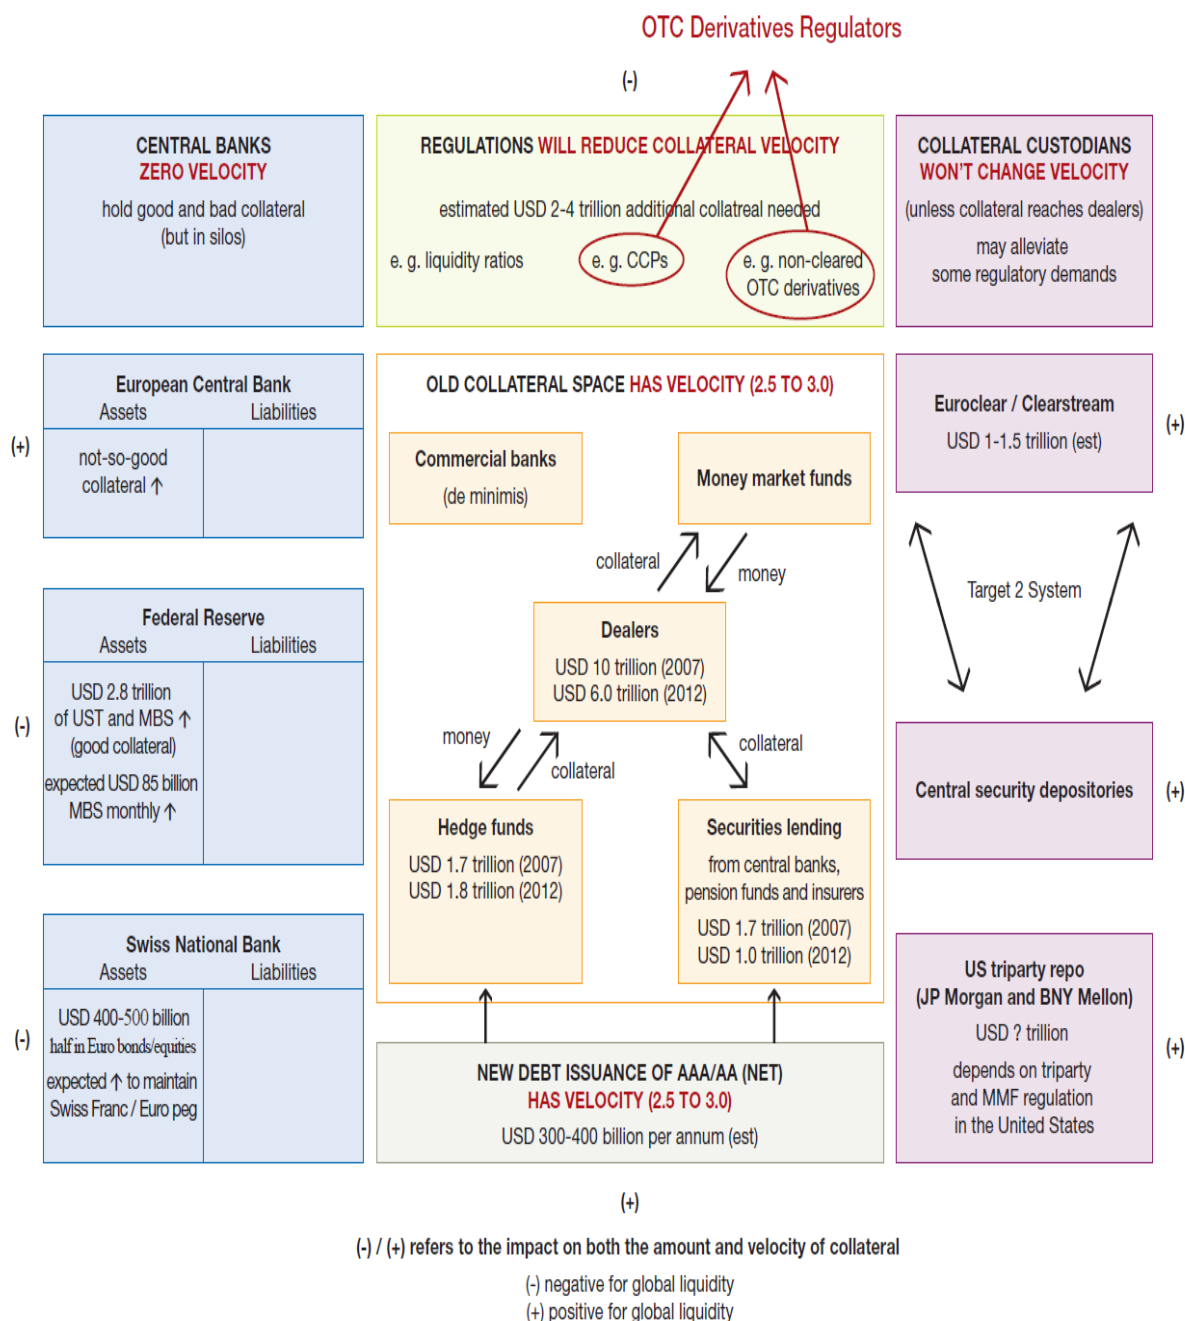 OTC Derivatives Regulators
(-)
CENTRAL BANKS
ZERO VELOCITY
hold good and bad collateral
(but in silos)
REGULATIONS WILL REDUCE COLLATERAL VELOCITY
estimated USD 2-4 trillion additional collatreal needed
e. g. liquidity ratios
e. g. CCPs
e. g. non-cleared
OTC derivatives
COLLATERAL CUSTODIANS
WON'T CHANGE VELOCITY
(unless collateral reaches dealers)
may alleviate
some regulatory demands
European Central Bank
Assets Liabilities
(+)
not-so-good
collateral ↑
Federal Reserve
Assets Liabilities
(-)
USD 2.8 trillion
of UST and MBS ↑
(good collateral)
expected USD 85 billion
MBS monthly ↑
Swiss National Bank
Assets Liabilities
(-)
USD 400-500 billion
half in Euro bonds/equities
expected ↑ to maintain
Swiss Franc / Euro peg
OLD COLLATERAL SPACE HAS VELOCITY (2.5 TO 3.0)
Commercial banks
(de minimis)
Money market funds
collateral
money
Dealers
USD 10 trillion (2007)
USD 6.0 trillion (2012)
money
collateral
collateral
Hedge funds
USD 1.7 trillion (2007)
USD 1.8 trillion (2012)
Securities lending
from central banks,
pension funds and insurers
USD 1.7 trillion (2007)
USD 1.0 trillion (2012)
NEW DEBT ISSUANCE OF AAA/AA (NET)
HAS VELOCITY (2.5 TO 3.0)
USD 300-400 billion per annum (est)
Euroclear / Clearstream
USD 1-1.5 trillion (est)
(+)
Target 2 System
Central security depositories
(+)
US triparty repo
(JP Morgan and BNY Mellon)
USD ? trillion
depends on triparty
and MMF regulation
in the United States
(+)
(+)
(-) / (+) refers to the impact on both the amount and velocity of collateral
(-) negative for global liquidity
(+) positive for global liquidity